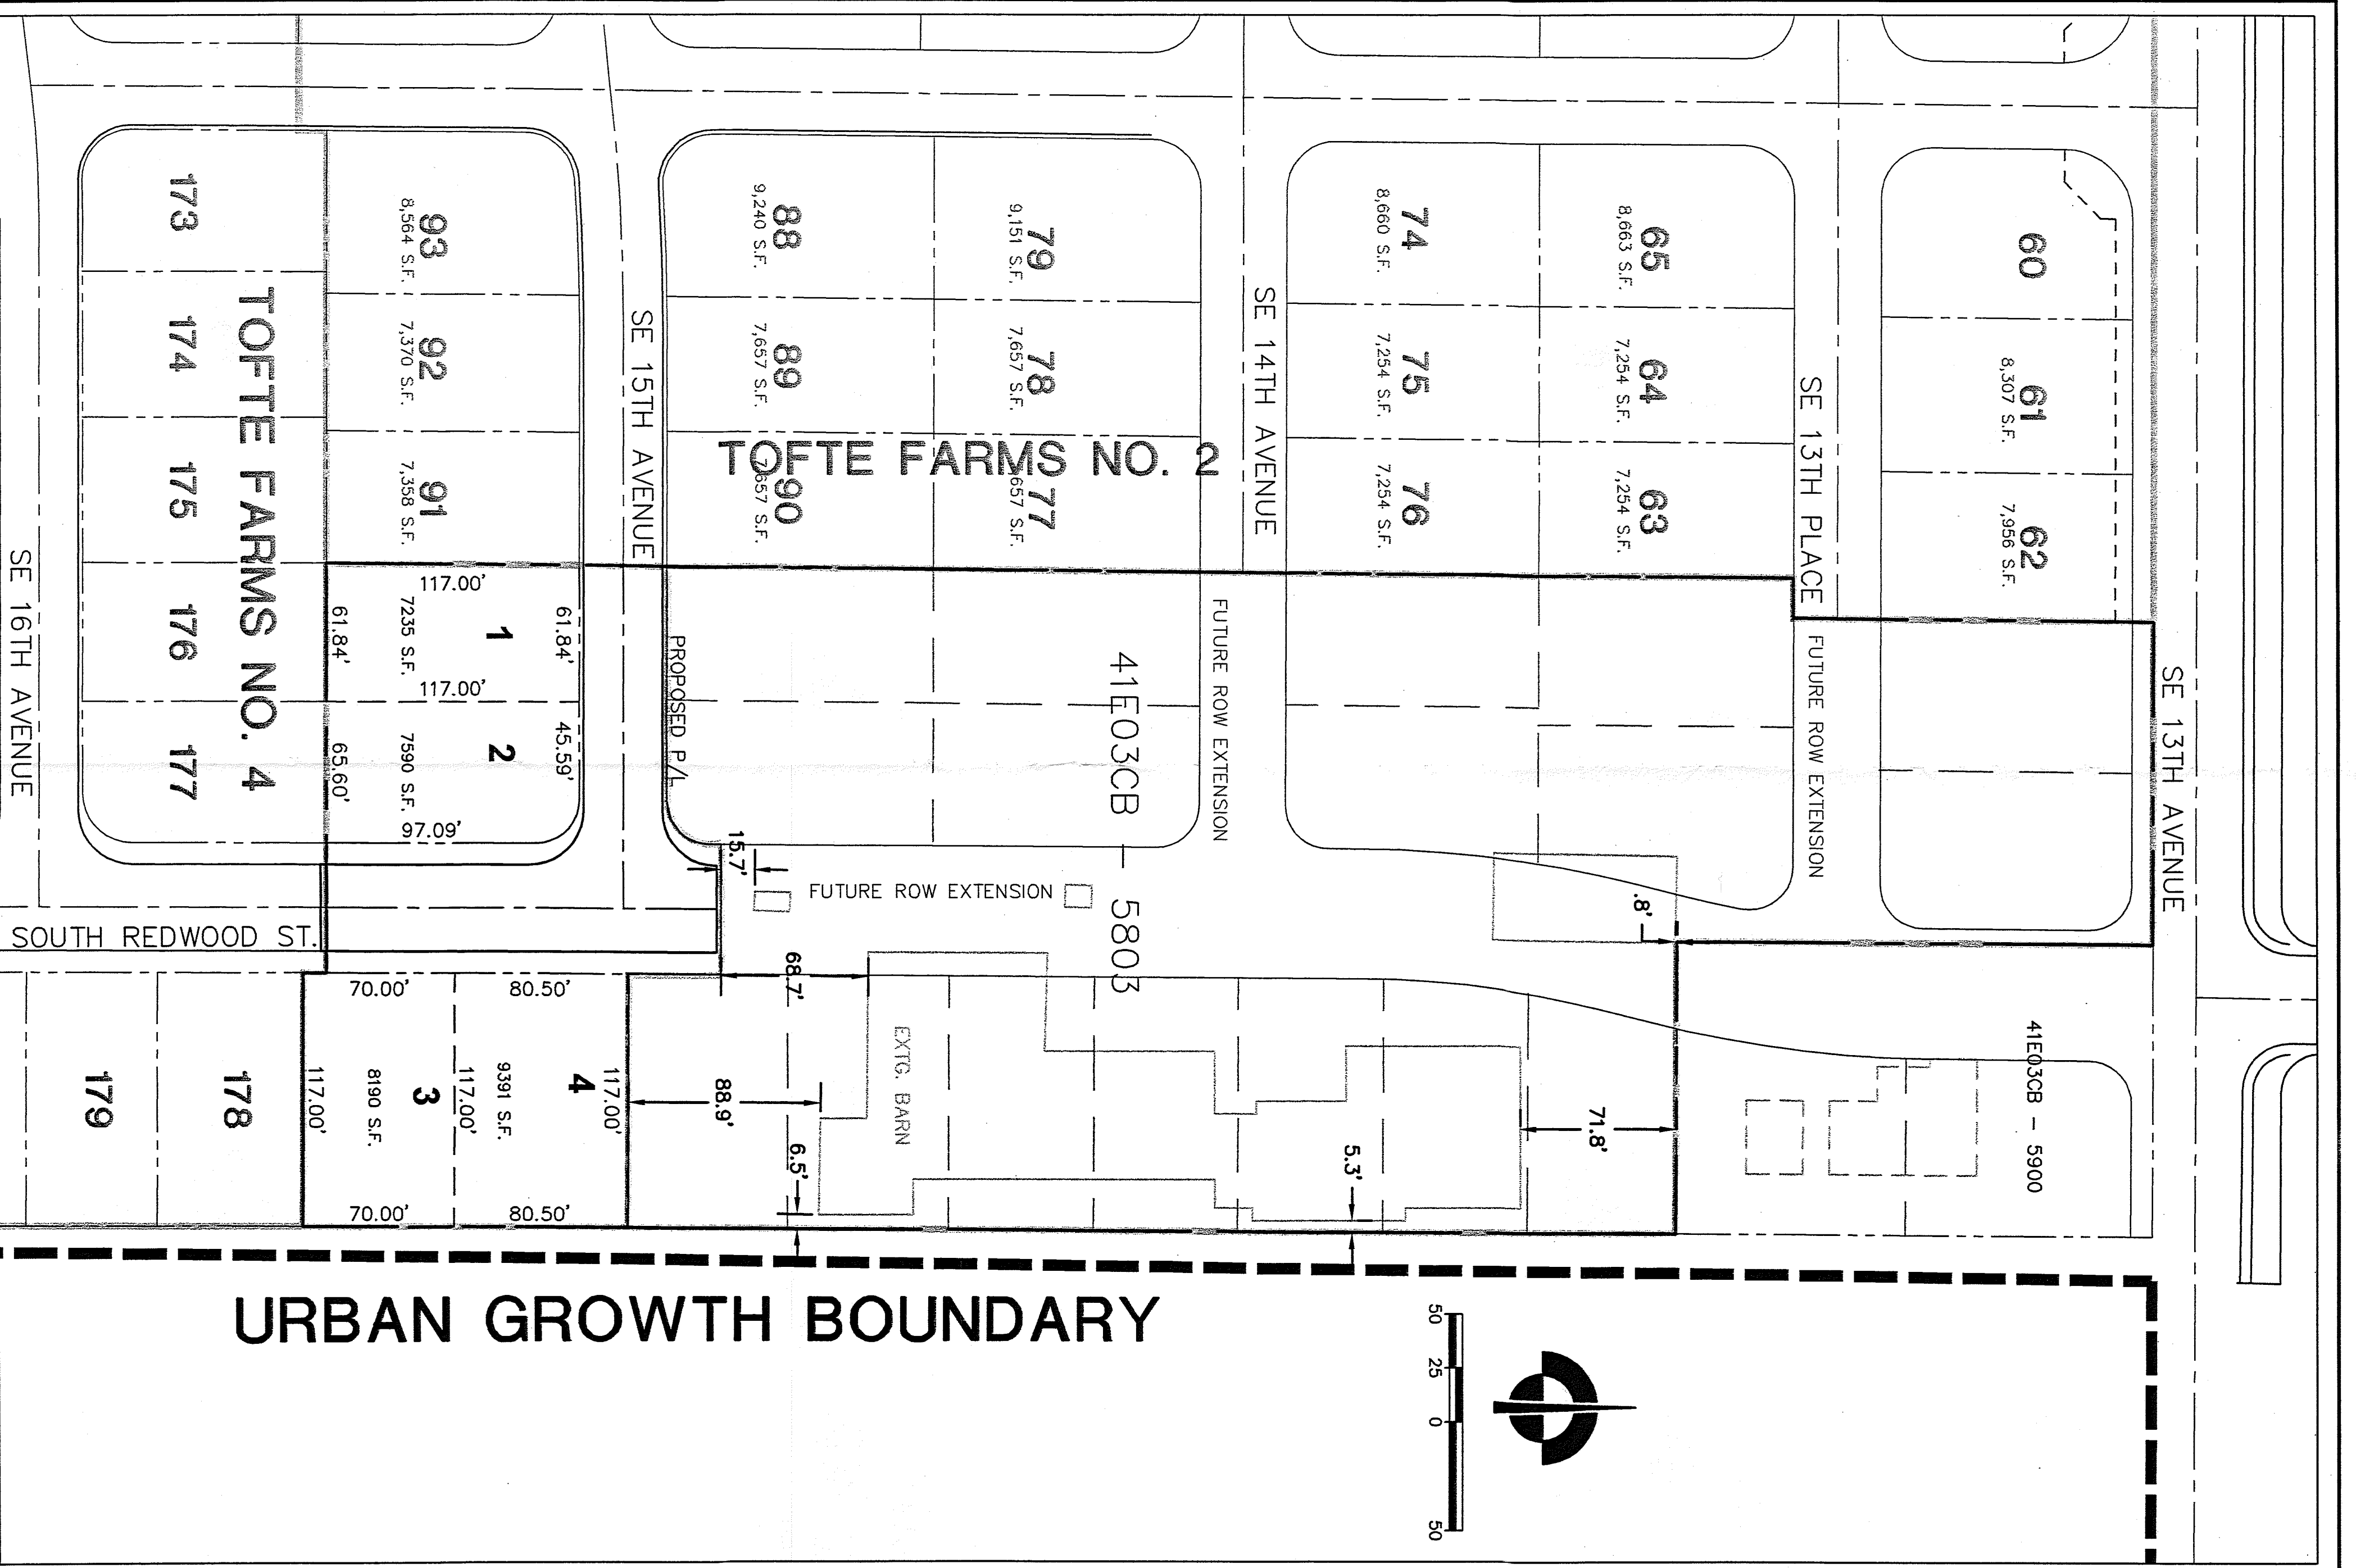 173
174
175
176
177
TOFTE FARMS NO. 4
SE 16TH AVENUE
93
8,564 S.F.
92
7,370 S.F.
91
7,358 S.F.
SE 15TH AVENUE
88
9,240 S.F.
89
7,657 S.F.
90
7,657 S.F.
79
9,151 S.F.
78
7,657 S.F.
77
657 S.F.
TOFTE FARMS NO. 2
SE 14TH AVENUE
74
8,660 S.F.
75
7,254 S.F.
76
7,254 S.F.
65
8,663 S.F.
64
7,254 S.F.
63
7,254 S.F.
SE 13TH PLACE
60
61
8,307 S.F.
62
7,956 S.F.
SE 13TH AVENUE
117.00'
61.84'
7235 S.F.
1
61.84'
117.00'
65.60'
7590 S.F.
2
45.59'
97.09'
PROPOSED P/L
41E03CB — 5803
FUTURE ROW EXTENSION
FUTURE ROW EXTENSION
15.7'
FUTURE ROW EXTENSION
.8'
SOUTH REDWOOD ST.
68.7'
70.00'
80.50'
179
178
117.00'
8190 S.F.
3
117.00'
9391 S.F.
4
117.00'
88.9'
EXTG. BARN
6.5'
5.3'
71.8'
41E03CB — 5900
70.00'
80.50'
URBAN GROWTH BOUNDARY
50
25
0
50